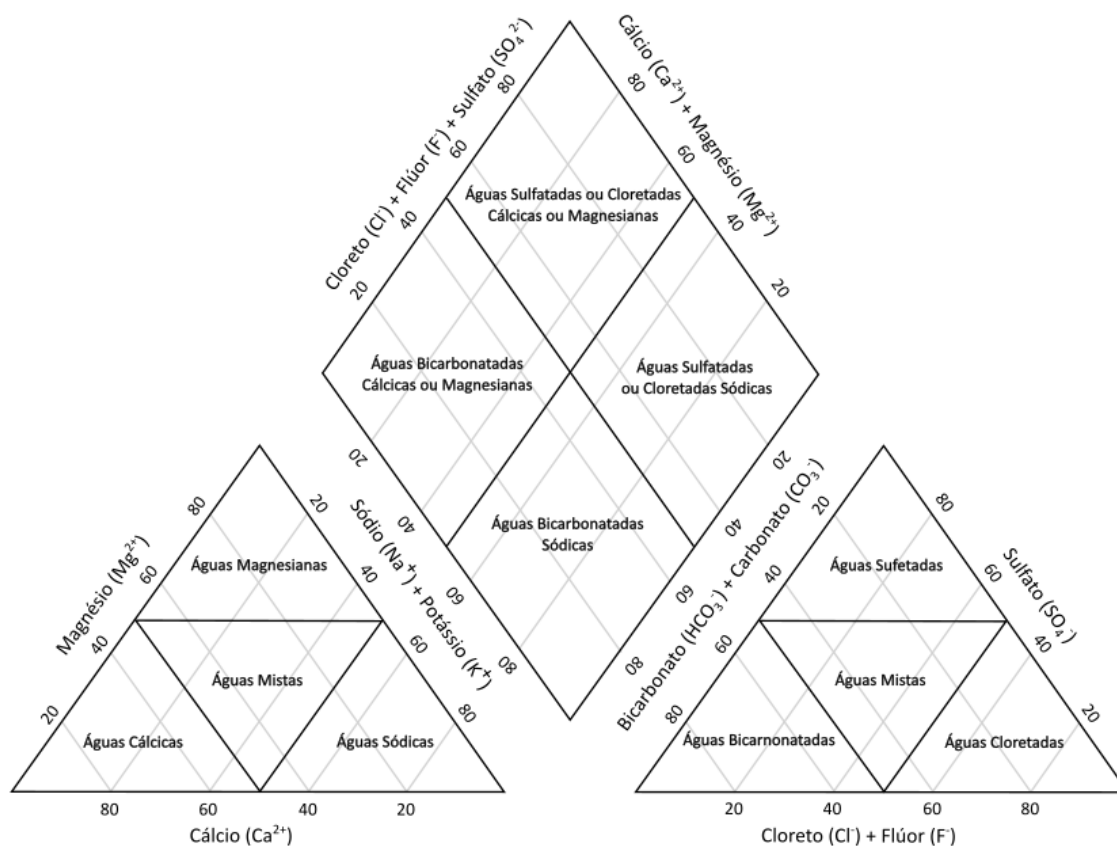 Cloreto (Cl⁻) + Flúor (F⁻) + Sulfato (SO₄²⁻)
20
40
60
80
Cálcio (Ca²⁺) + Magnésio (Mg²⁺)
80
60
40
20
Águas Sulfatadas ou Cloretadas
Cálcicas ou Magnesianas
Águas Bicarbonatadas
Cálcicas ou Magnesianas
Águas Sulfatadas
ou Cloretadas Sódicas
Águas Bicarbonatadas
Sódicas
20
40
60
80
Sódio (Na⁺) + Potássio (K⁺)
20
40
60
80
Bicarbonato (HCO₃⁻) + Carbonato (CO₃⁻)
Magnésio (Mg²⁺)
20
40
60
80
20
40
60
80
Águas Magnesianas
Águas Mistas
Águas Cálcicas
Águas Sódicas
80
60
40
20
Cálcio (Ca²⁺)
20
40
60
80
Sulfato (SO₄⁻)
80
60
40
20
Águas Sufetadas
Águas Mistas
Águas Bicarnonatadas
Águas Cloretadas
20
40
60
80
Cloreto (Cl⁻) + Flúor (F⁻)